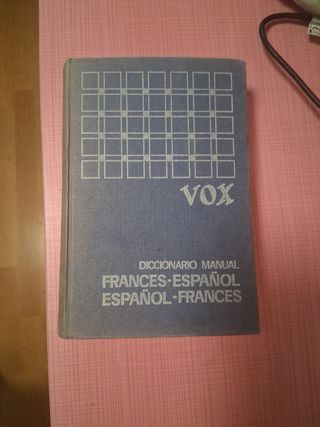 VOX
DICCIONARIO MANUAL
FRANCES-ESPAÑOL
ESPAÑOL-FRANCES